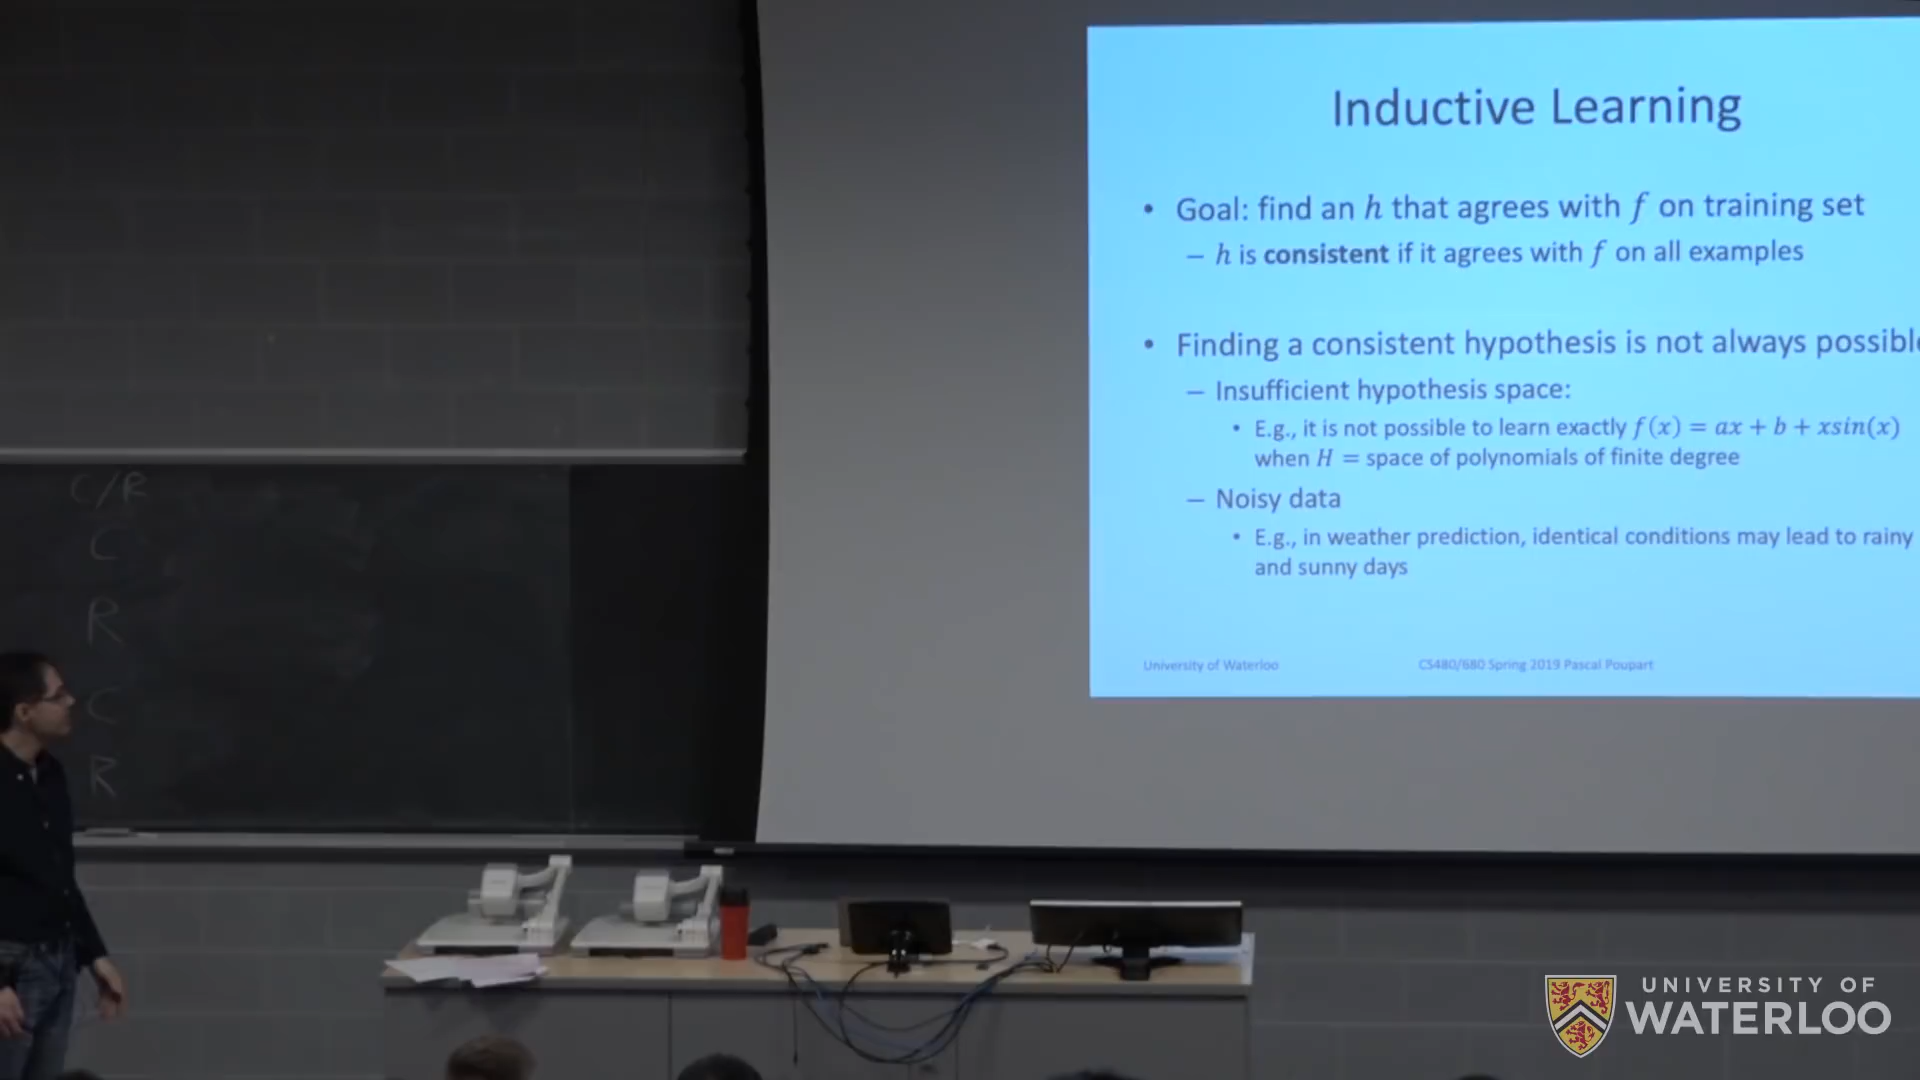 C/R
C
R
C
R
Inductive Learning
• Goal: find an h that agrees with f on training set
– h is consistent if it agrees with f on all examples
• Finding a consistent hypothesis is not always possible
– Insufficient hypothesis space:
• E.g., it is not possible to learn exactly f(x) = ax + b + xsin(x)
when H = space of polynomials of finite degree
– Noisy data
• E.g., in weather prediction, identical conditions may lead to rainy
and sunny days
University of Waterloo
CS480/680 Spring 2019 Pascal Poupart
UNIVERSITY OF
WATERLOO